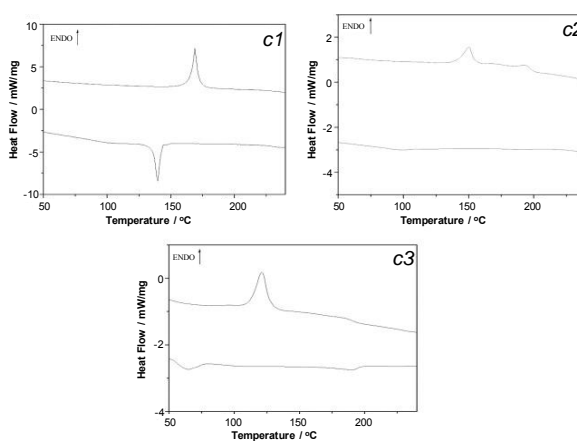 ENDO
c1
10
5
0
-5
-10
Heat Flow / mW/mg
50 100 150 200
Temperature / °C
ENDO
c2
2
0
-2
-4
Heat Flow / mW/mg
50 100 150 200
Temperature / °C
ENDO
c3
0
-2
-4
Heat Flow / mW/mg
50 100 150 200
Temperature / °C